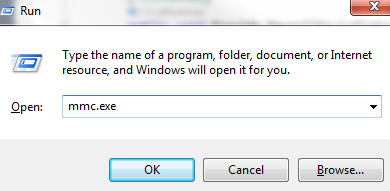 Run
Type the name of a program, folder, document, or Internet
resource, and Windows will open it for you.
Open: mmc.exe
OK Cancel Browse...